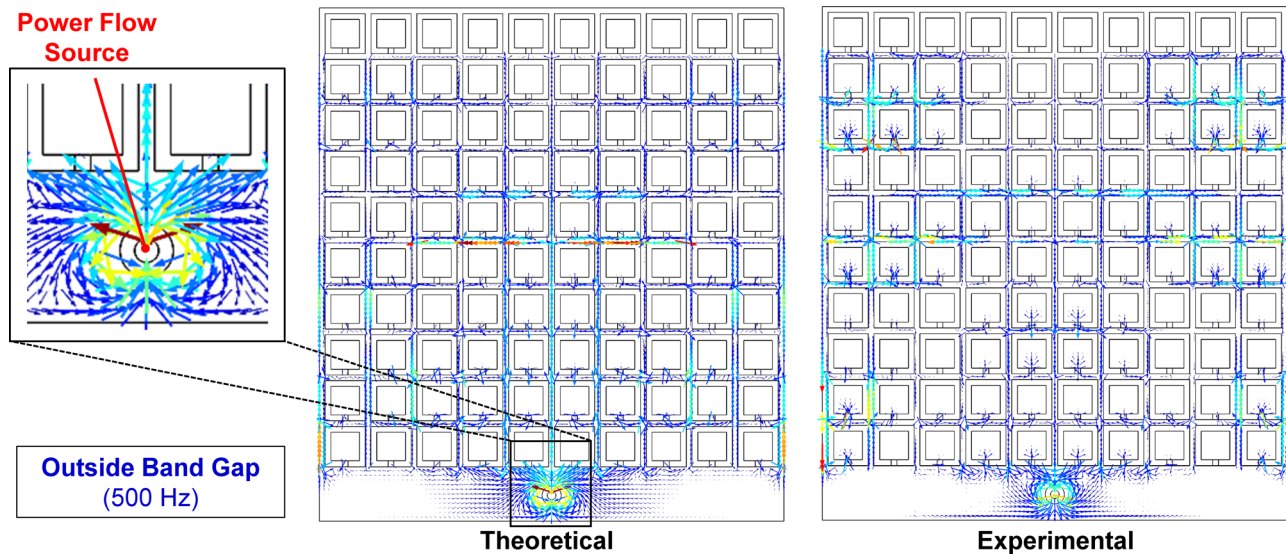 Power Flow
Source
Outside Band Gap
(500 Hz)
Theoretical
Experimental